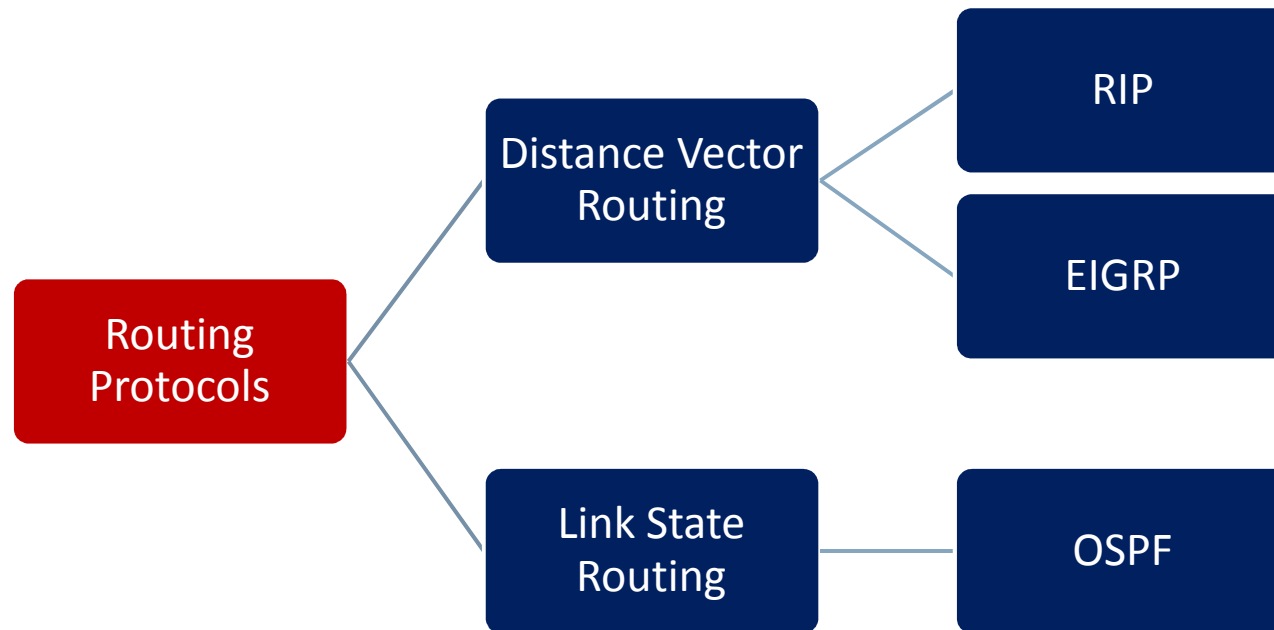 Routing
Protocols
Distance Vector
Routing
RIP
EIGRP
Link State
Routing
OSPF